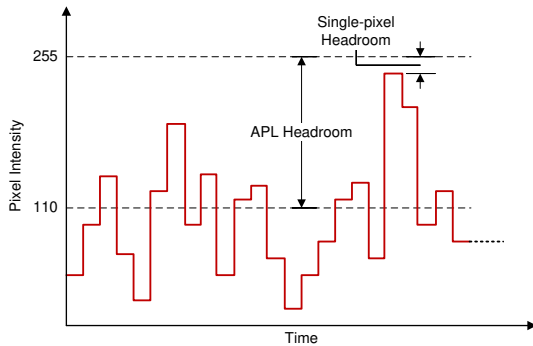 Single-pixel
Headroom
255
APL Headroom
110
Pixel Intensity
Time